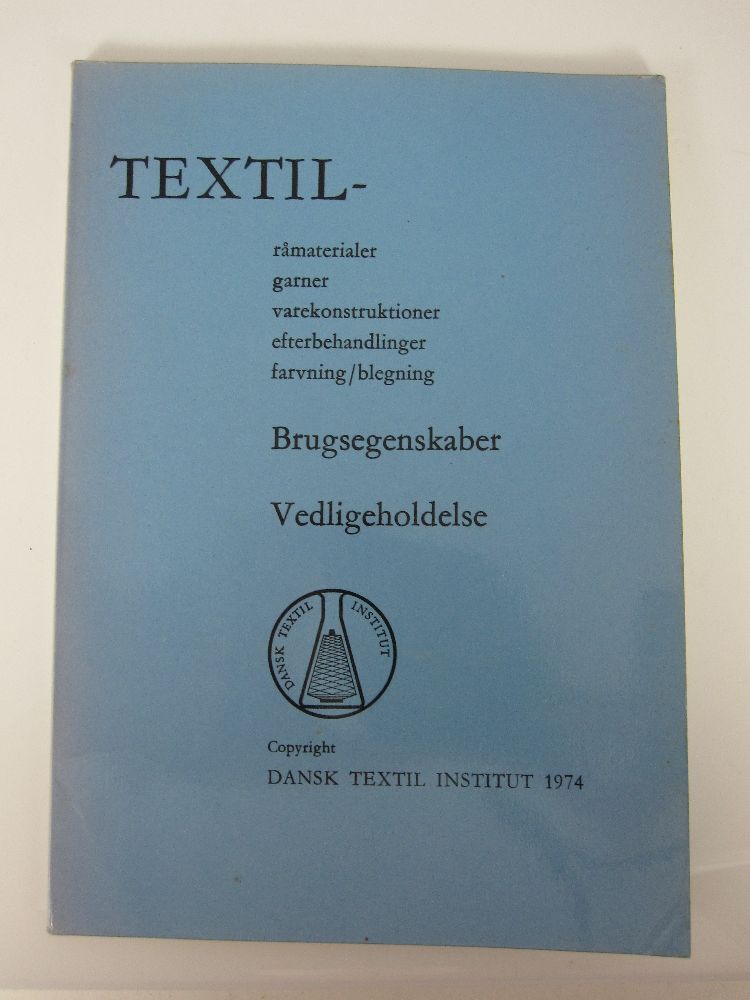 TEXTIL-
råmaterialer
garner
varekonstruktioner
efterbehandlinger
farvning/blegning
Brugsegenskaber
Vedligeholdelse
DANSK TEXTIL INSTITUT
Copyright
DANSK TEXTIL INSTITUT 1974